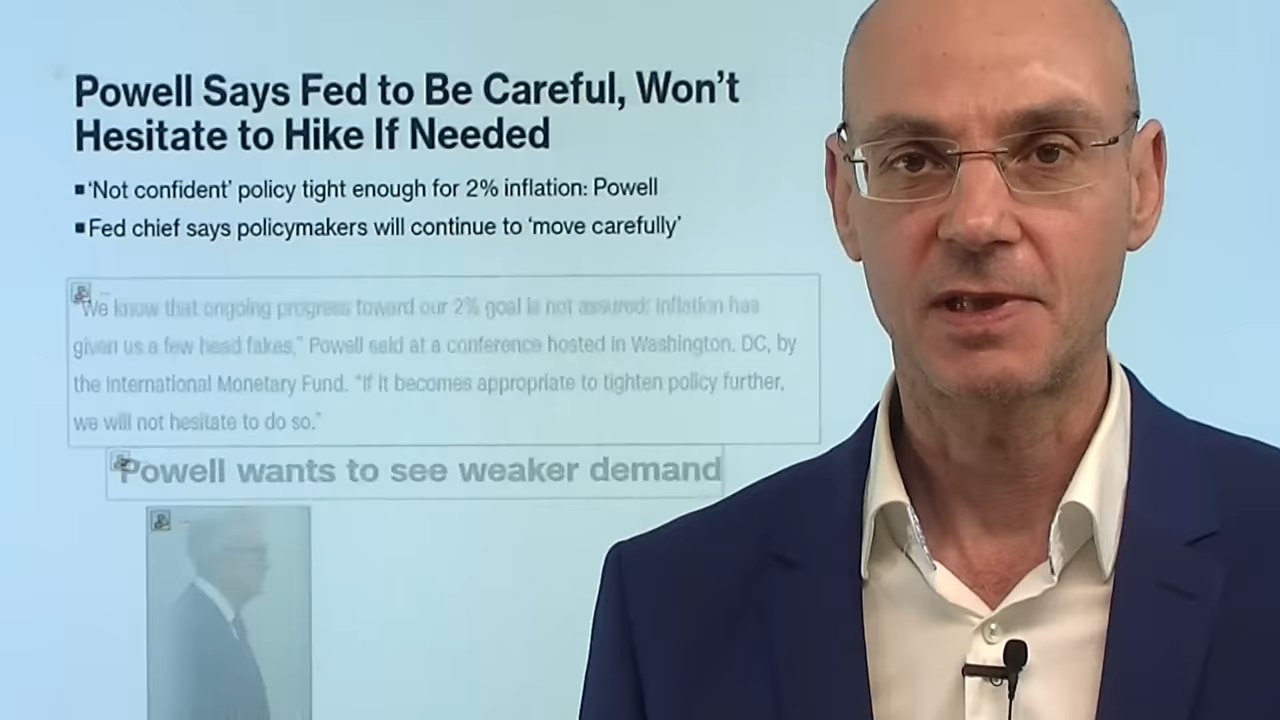 Powell Says Fed to Be Careful, Won't
Hesitate to Hike If Needed
▪'Not confident' policy tight enough for 2% inflation: Powell
▪Fed chief says policymakers will continue to 'move carefully'
"We know that ongoing progress toward our 2% goal is not assured: Inflation has
given us a few head fakes," Powell said at a conference hosted in Washington, DC, by
the International Monetary Fund. "If it becomes appropriate to tighten policy further,
we will not hesitate to do so."
Powell wants to see weaker demand